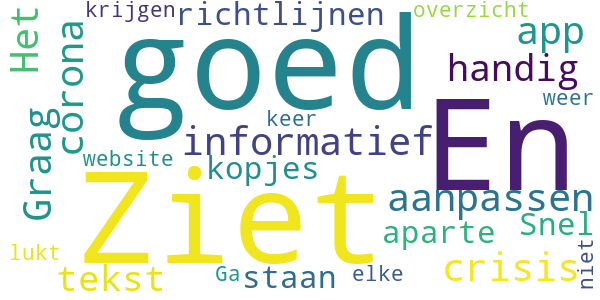 krijgen
richtlijnen
overzicht
Het
corona
goed
app
handig
weer
En
keer
informatief
Graag
website
kopjes
Ziet
aanpassen
aparte
Snel
niet
lukt
tekst
Ga
staan
elke
crisis